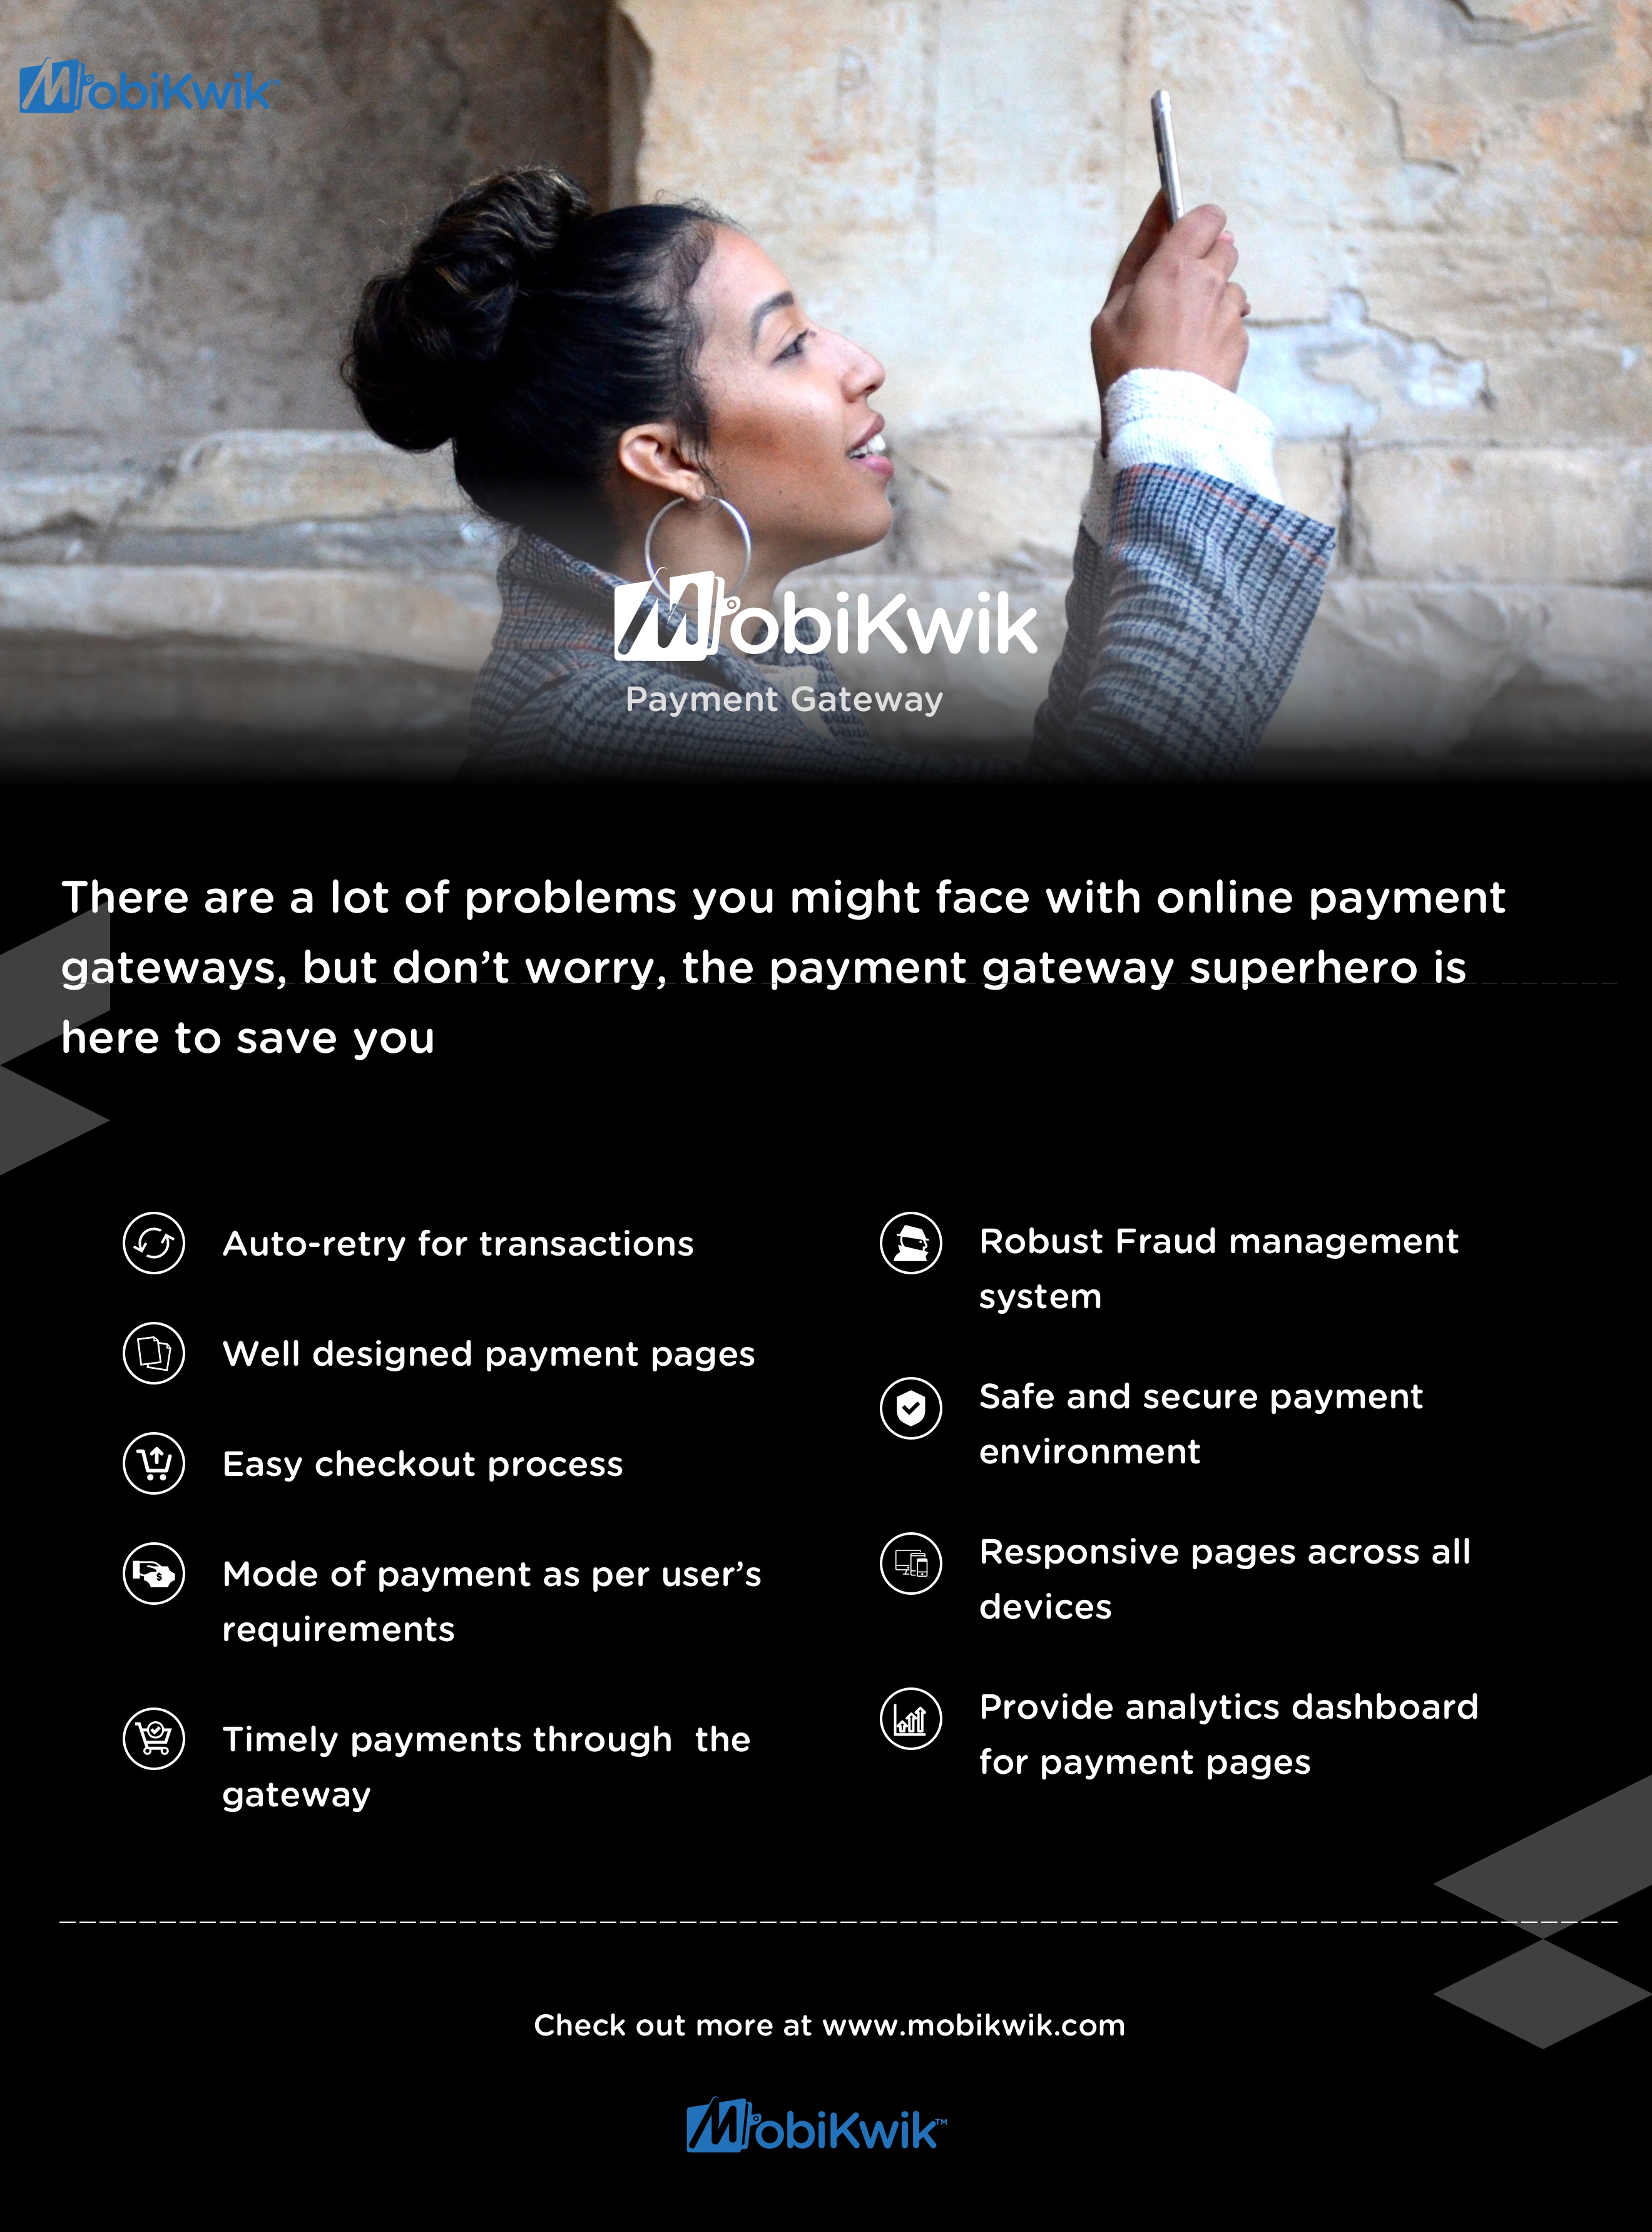 MobiKwik
MobiKwik
Payment Gateway
There are a lot of problems you might face with online payment
gateways, but don’t worry, the payment gateway superhero is
here to save you
Auto-retry for transactions
Well designed payment pages
Easy checkout process
Mode of payment as per user’s
requirements
Timely payments through  the
gateway
Robust Fraud management
system
Safe and secure payment
environment
Responsive pages across all
devices
Provide analytics dashboard
for payment pages
Check out more at www.mobikwik.com
MobiKwik™